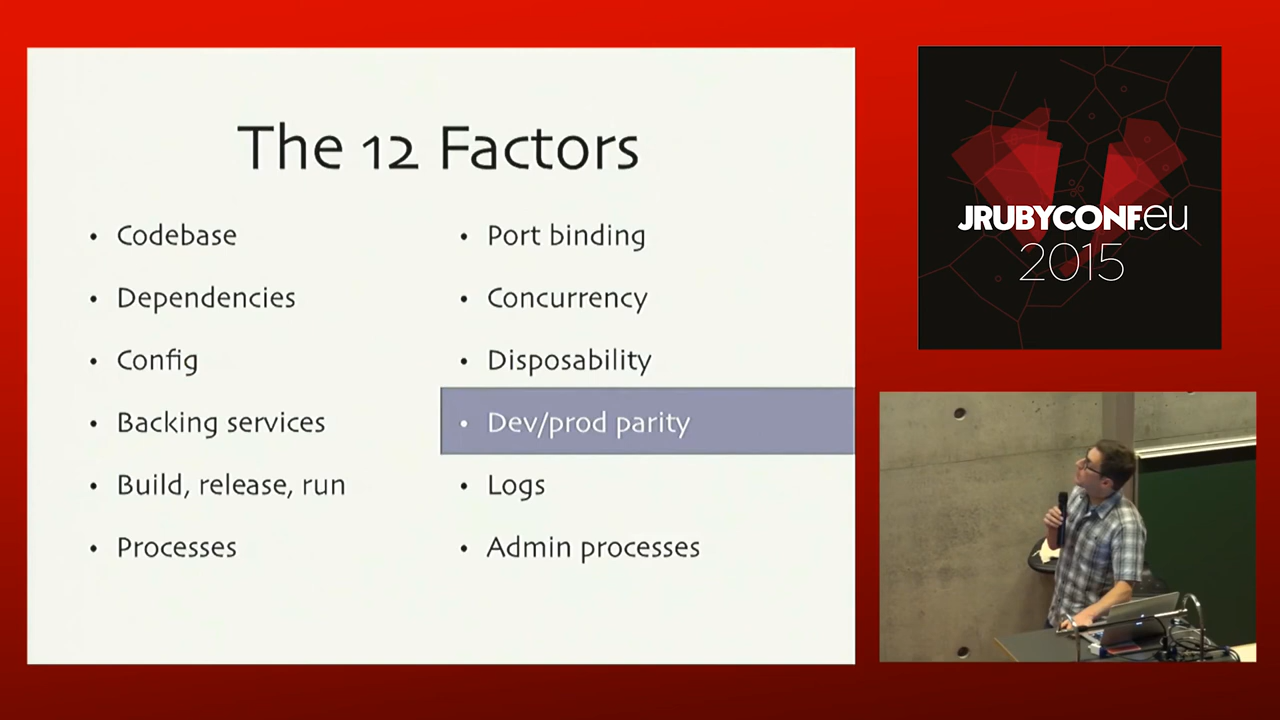 The 12 Factors
• Codebase
• Dependencies
• Config
• Backing services
• Build, release, run
• Processes
• Port binding
• Concurrency
• Disposability
• Dev/prod parity
• Logs
• Admin processes
JRUBYCONF.eu
2015